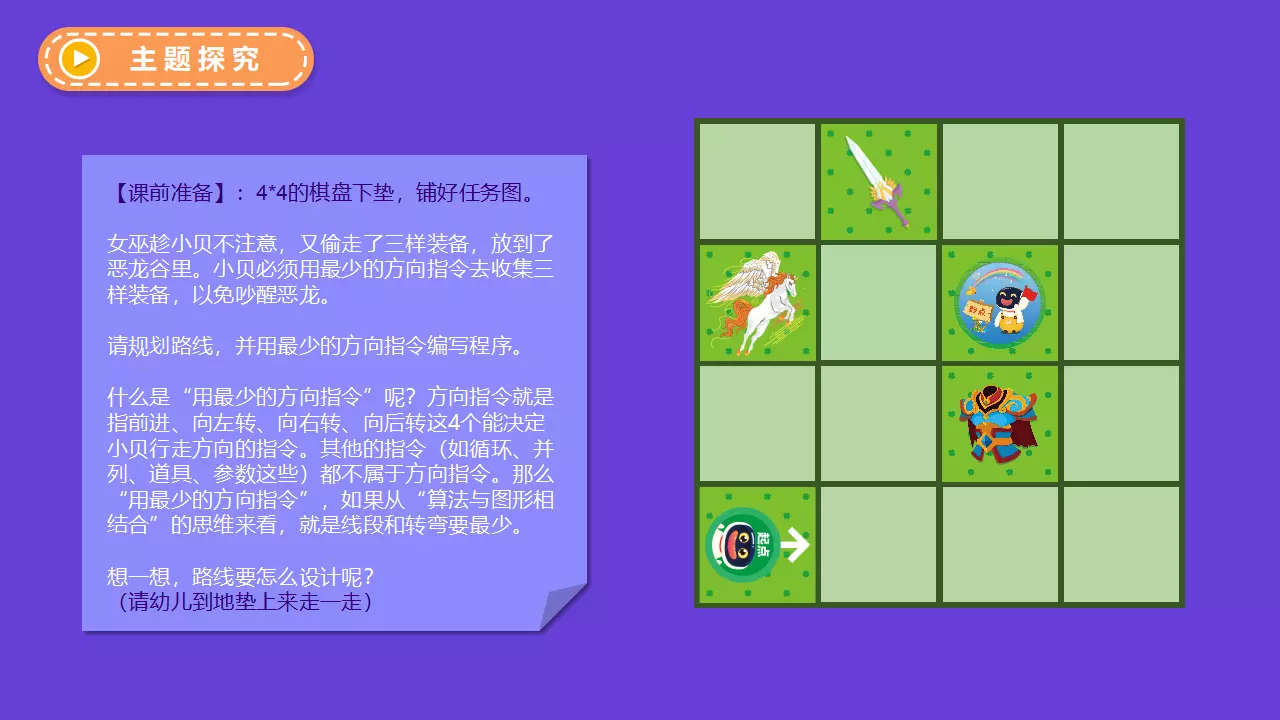 主题探究
【课前准备】：4*4的棋盘下垫，铺好任务图。
女巫趁小贝不注意，又偷走了三样装备，放到了
恶龙谷里。小贝必须用最少的方向指令去收集三
样装备，以免吵醒恶龙。
请规划路线，并用最少的方向指令编写程序。
什么是“用最少的方向指令”呢？方向指令就是
指前进、向左转、向右转、向后转这4个能决定
小贝行走方向的指令。其他的指令（如循环、并
列、道具、参数这些）都不属于方向指令。那么
“用最少的方向指令”，如果从“算法与图形相
结合”的思维来看，就是线段和转弯要最少。
想一想，路线要怎么设计呢？
（请幼儿到地垫上来走一走）
终点
起点